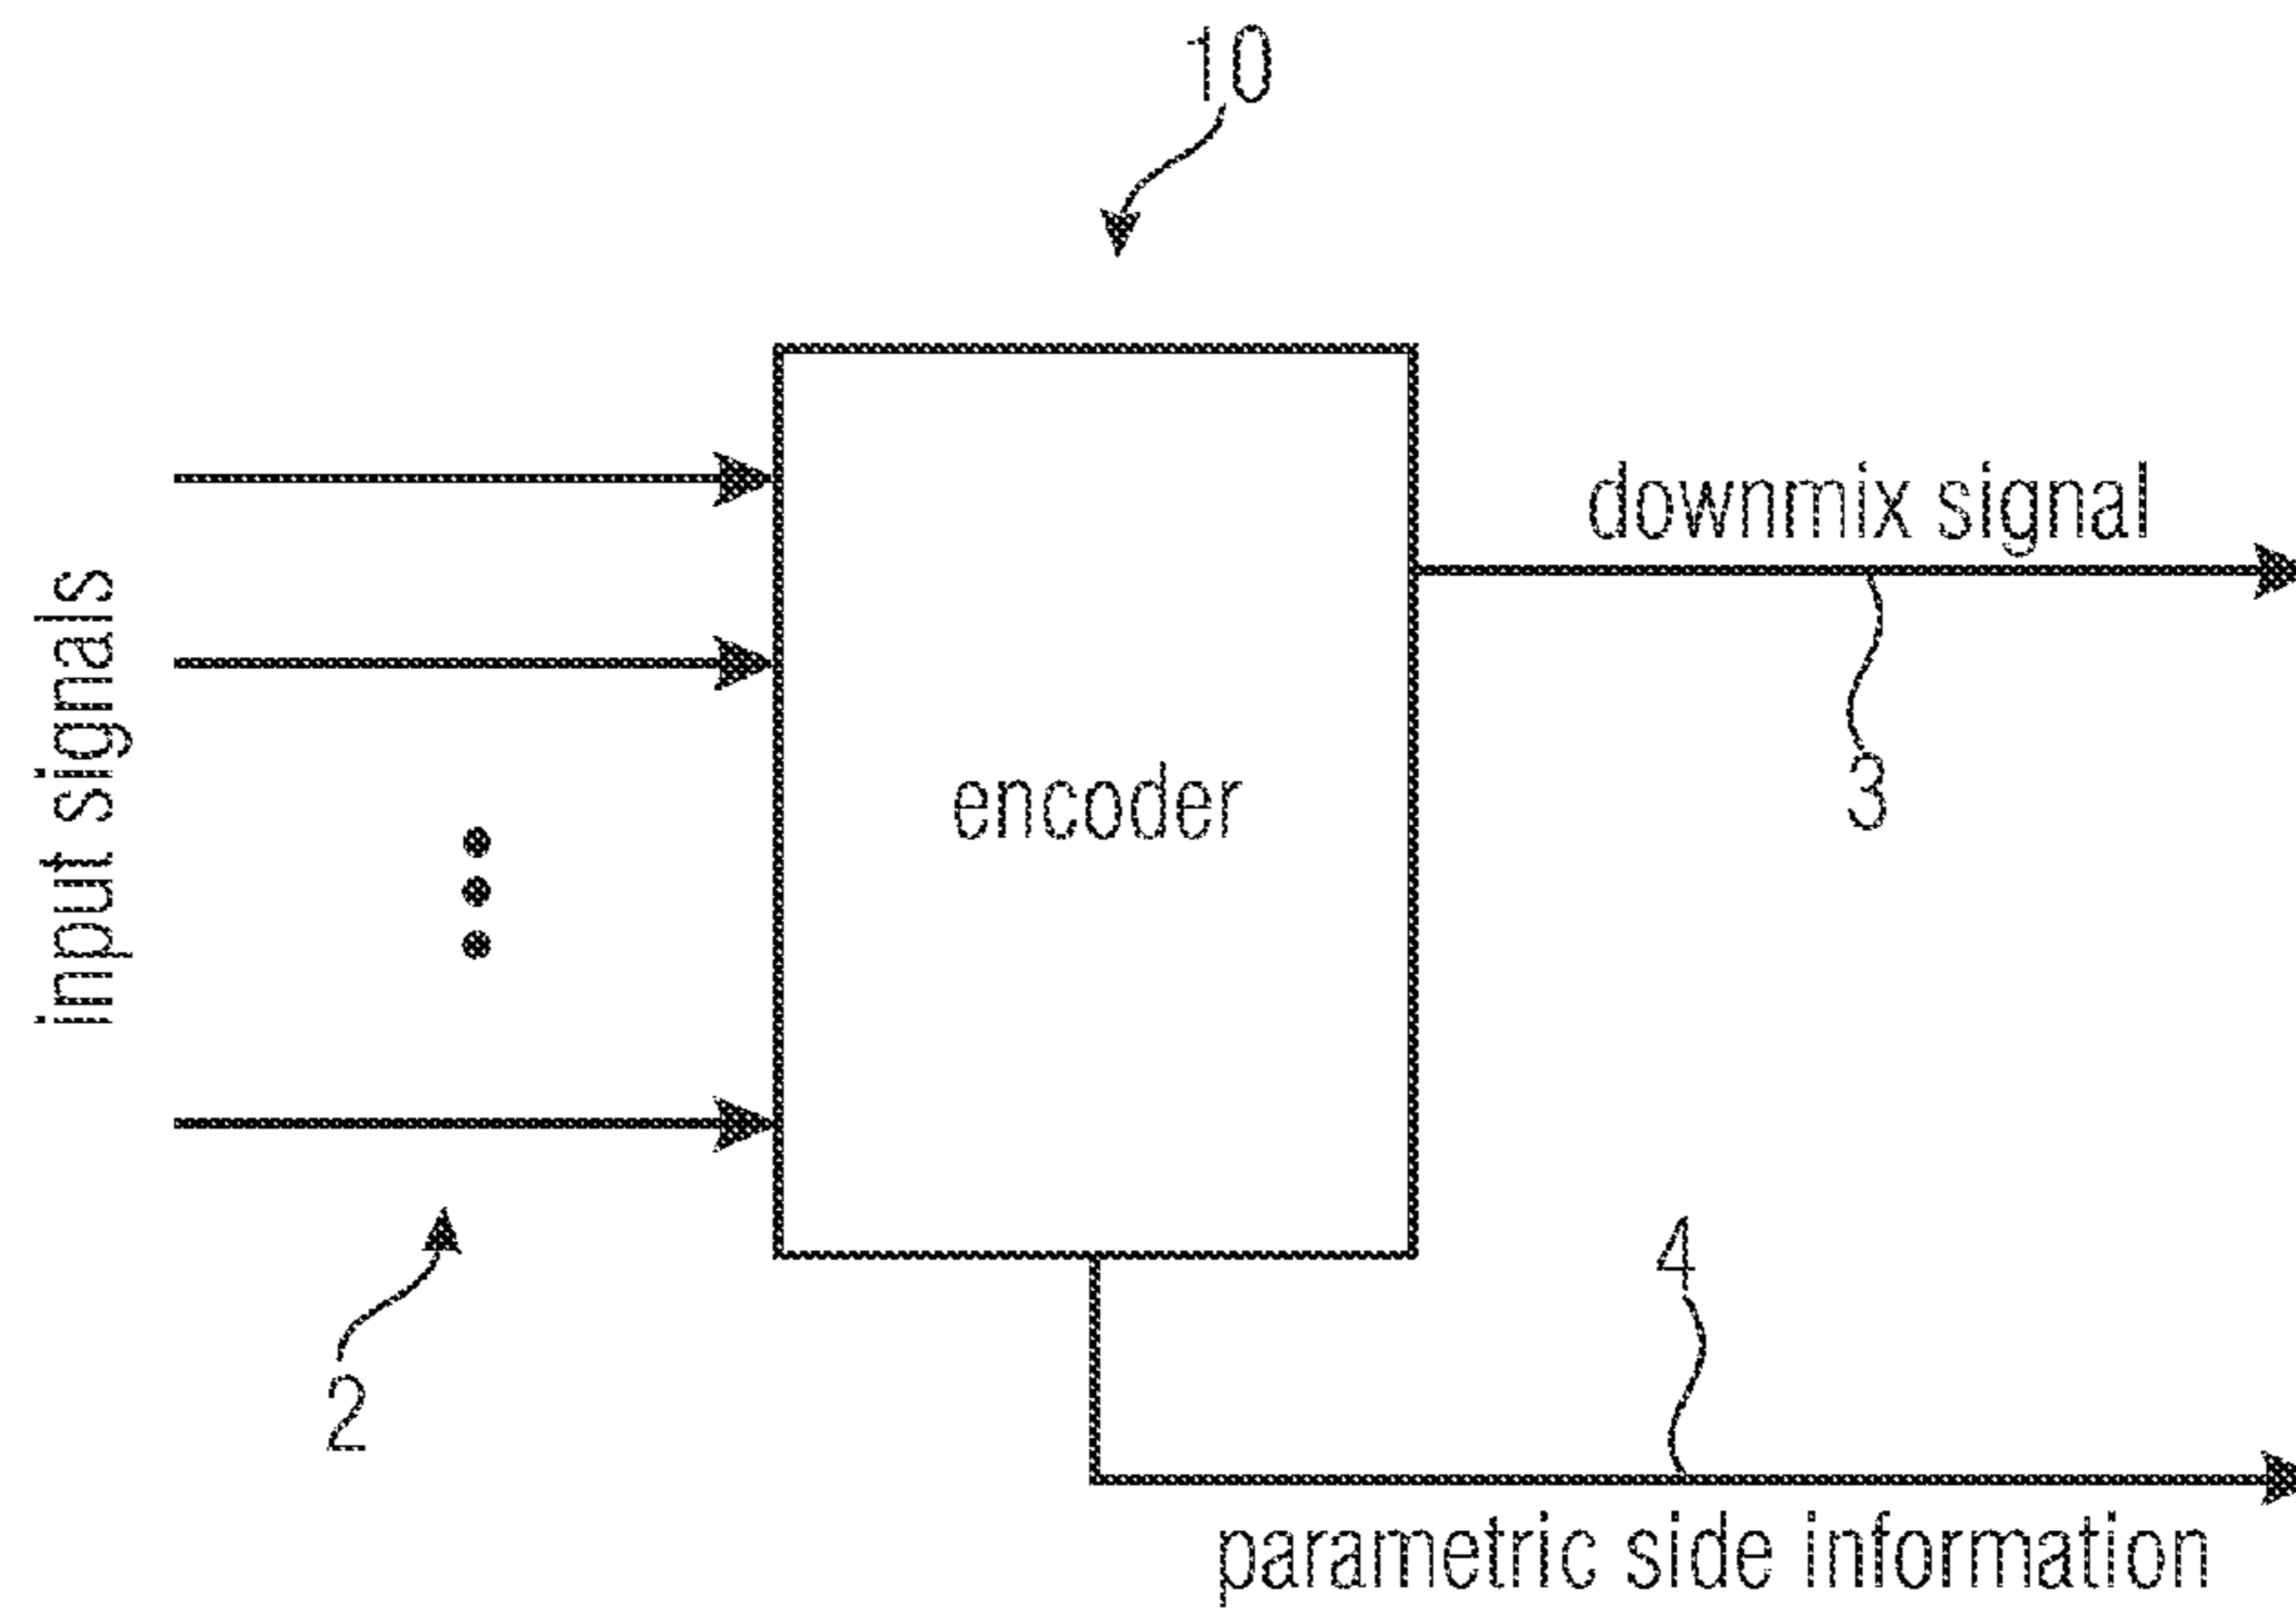 10
input signals
downmix signal
encoder
3
4
2
parametric side information